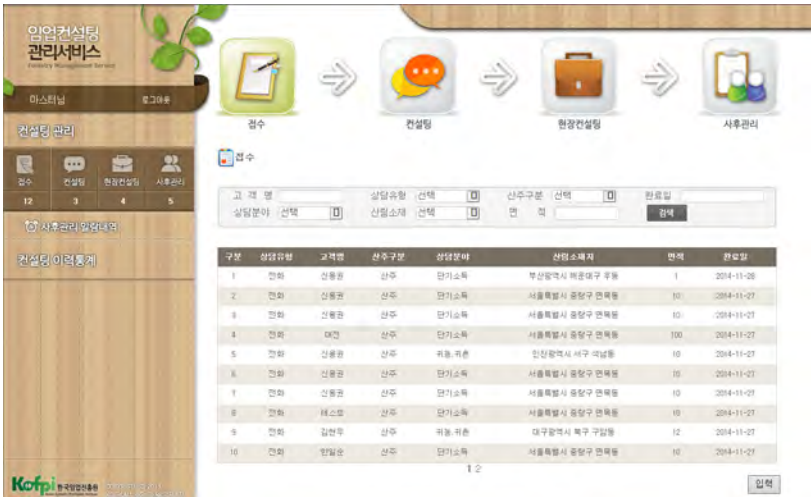 임업컨설팅
관리서비스
Forestry Management Service
마스터님 로그아웃
컨설팅 관리
접수 컨설팅 현장컨설팅 사후관리
12 3 4 5
사후관리 알람내역
컨설팅 이력통계
접수 컨설팅 현장컨설팅 사후관리
접수
고 객 명 상담유형 선택 산주구분 선택 완료일
상담분야 선택 산림소재 선택 면 적 검색
구분 상담유형 고객명 산주구분 상담분야 산림소재지 면적 완료일
1 전화 산주 단기소득 부산광역시 해운대구 우동 1 2014-11-28
2 전화 산주 단기소득 서울특별시 중랑구 면목동 10 2014-11-27
3 전화 산주 단기소득 서울특별시 중랑구 면목동 10 2014-11-27
4 전화 산주 단기소득 서울특별시 중랑구 면목동 100 2014-11-27
5 전화 산주 귀농,귀촌 인천광역시 서구 석남동 10 2014-11-27
6 전화 산주 단기소득 서울특별시 중랑구 면목동 10 2014-11-27
7 전화 산주 단기소득 서울특별시 중랑구 면목동 10 2014-11-27
8 전화 테스트 산주 단기소득 서울특별시 중랑구 면목동 10 2014-11-27
9 전화 김현우 산주 귀농,귀촌 대구광역시 북구 구암동 12 2014-11-27
10 전화 산주 단기소득 서울특별시 중랑구 면목동 10 2014-11-27
1 2
입력
Kofpi 한국임업진흥원